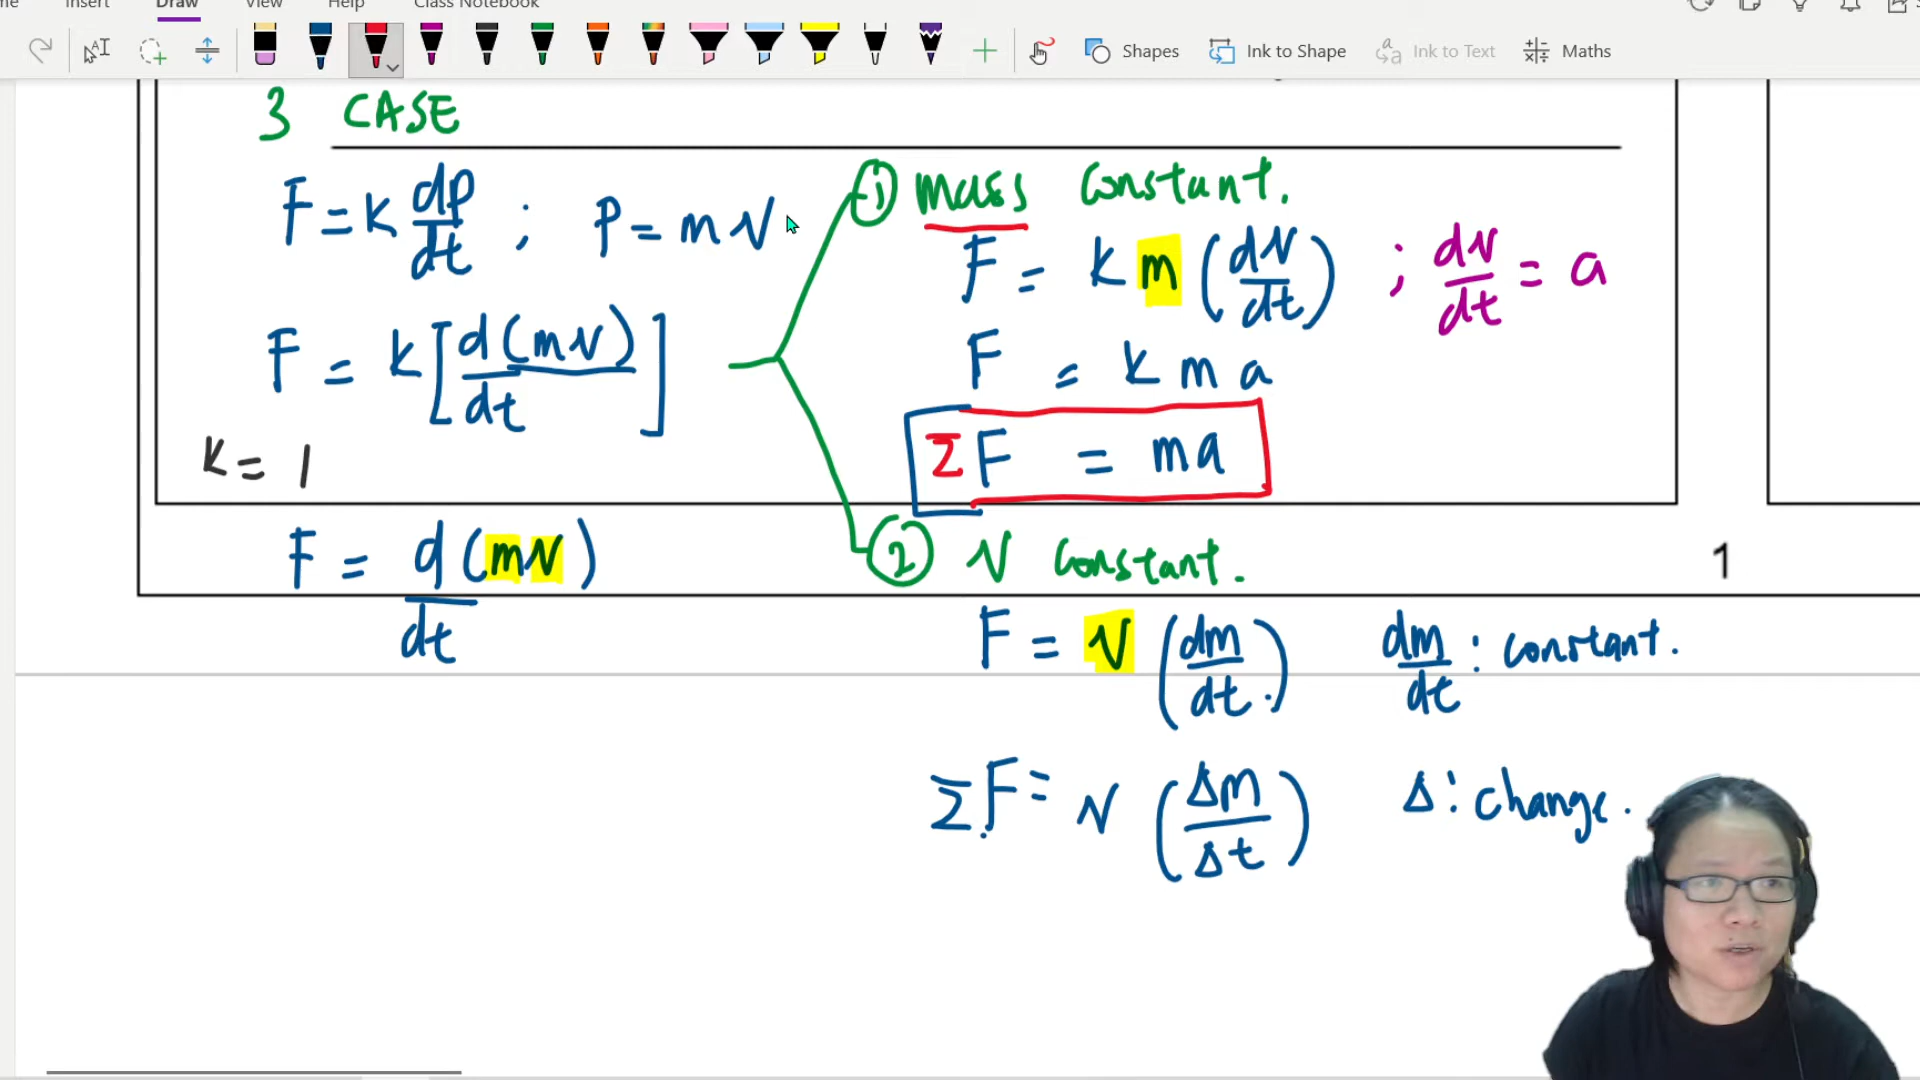 Insert Draw View Help Class Notebook
Shapes Ink to Shape Ink to Text Maths
3 CASE
F = k dp/dt ; p = mv
F = k [d(mv)/dt]
k = 1
F = d(mv)/dt
① mass constant.
F = k m (dv/dt) ; dv/dt = a
F = k m a
ΣF = ma
② v constant.
F = v (dm/dt) dm/dt : constant.
ΣF = v (Δm/Δt) Δ : change.
1